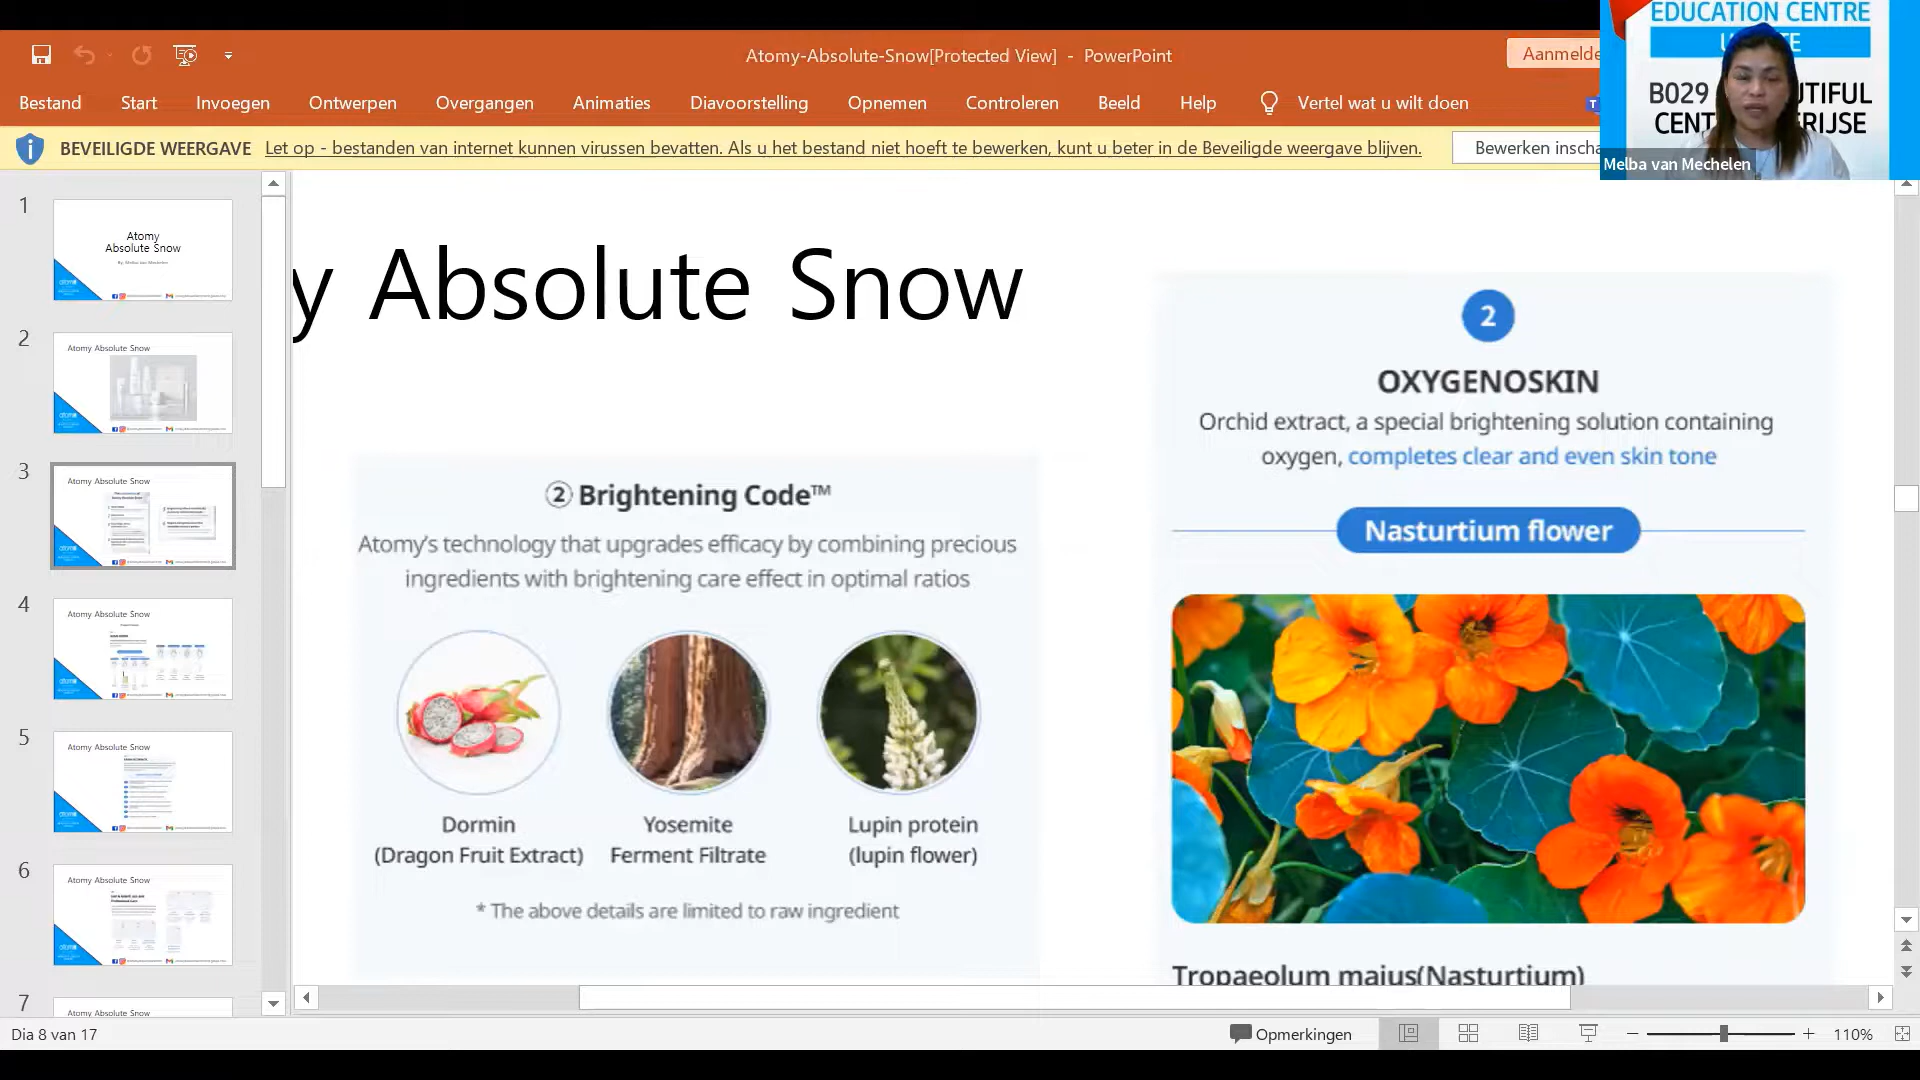 Atomy-Absolute-Snow[Protected View] - PowerPoint
Aanmelde
Bestand Start Invoegen Ontwerpen Overgangen Animaties Diavoorstelling Opnemen Controleren Beeld Help Vertel wat u wilt doen
BEVEILIGDE WEERGAVE Let op - bestanden van internet kunnen virussen bevatten. Als u het bestand niet hoeft te bewerken, kunt u beter in de Beveiligde weergave blijven. Bewerken inscha
EDUCATION CENTRE
B029
Melba van Mechelen
1
Atomy
Absolute Snow
By, Melba van Mechelen
2
Atomy Absolute Snow
3
Atomy Absolute Snow
4
Atomy Absolute Snow
5
Atomy Absolute Snow
6
Atomy Absolute Snow
7
Atomy Absolute Snow
y Absolute Snow
② Brightening Code™
Atomy's technology that upgrades efficacy by combining precious
ingredients with brightening care effect in optimal ratios
Dormin
(Dragon Fruit Extract)
Yosemite
Ferment Filtrate
Lupin protein
(lupin flower)
* The above details are limited to raw ingredient
2
OXYGENOSKIN
Orchid extract, a special brightening solution containing
oxygen, completes clear and even skin tone
Nasturtium flower
Tropaeolum majus(Nasturtium)
Dia 8 van 17
Opmerkingen
110%